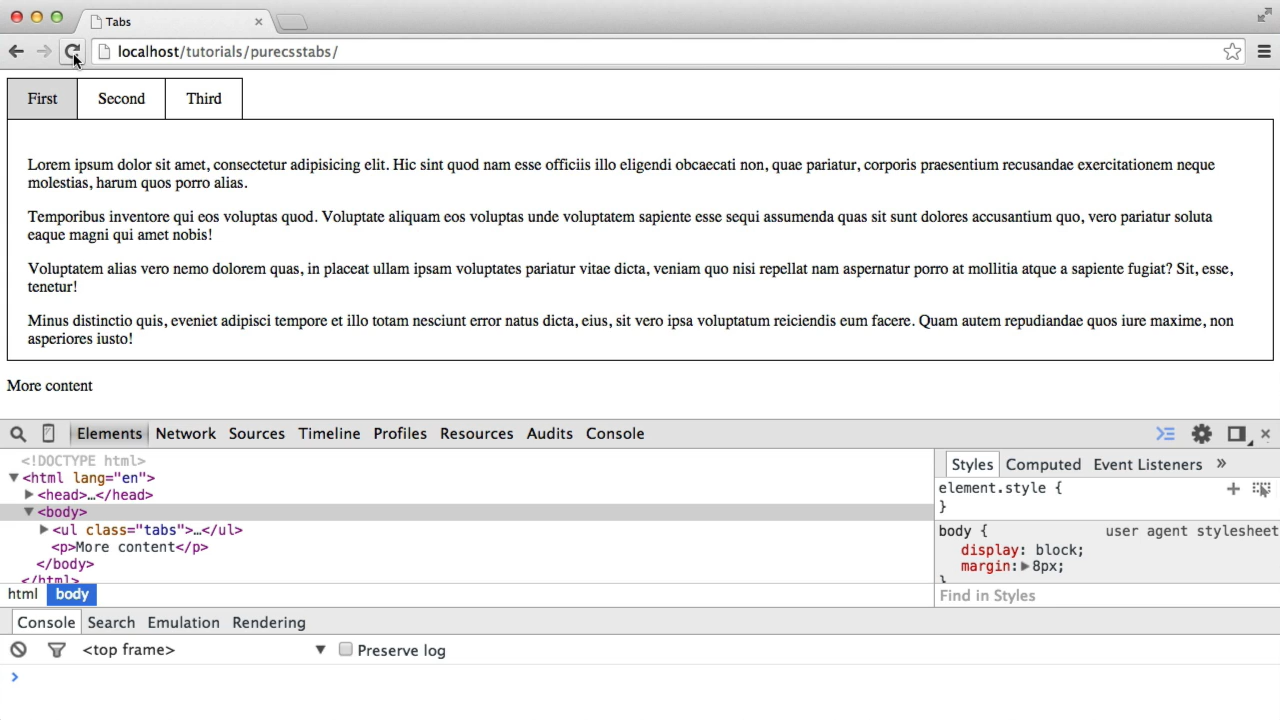 Tabs
localhost/tutorials/purecsstabs/
First Second Third
Lorem ipsum dolor sit amet, consectetur adipisicing elit. Hic sint quod nam esse officiis illo eligendi obcaecati non, quae pariatur, corporis praesentium recusandae exercitationem neque
molestias, harum quos porro alias.
Temporibus inventore qui eos voluptas quod. Voluptate aliquam eos voluptas unde voluptatem sapiente esse sequi assumenda quas sit sunt dolores accusantium quo, vero pariatur soluta
eaque magni qui amet nobis!
Voluptatem alias vero nemo dolorem quas, in placeat ullam ipsam voluptates pariatur vitae dicta, veniam quo nisi repellat nam aspernatur porro at mollitia atque a sapiente fugiat? Sit, esse,
tenetur!
Minus distinctio quis, eveniet adipisci tempore et illo totam nesciunt error natus dicta, eius, sit vero ipsa voluptatum reiciendis eum facere. Quam autem repudiandae quos iure maxime, non
asperiores iusto!
More content
Elements Network Sources Timeline Profiles Resources Audits Console
<!DOCTYPE html>
<html lang="en">
<head>…</head>
<body>
<ul class="tabs">…</ul>
<p>More content</p>
</body>
</html>
html body
Styles Computed Event Listeners »
element.style {
}
body { user agent stylesheet
display: block;
margin: 8px;
}
Find in Styles
Console Search Emulation Rendering
<top frame> Preserve log